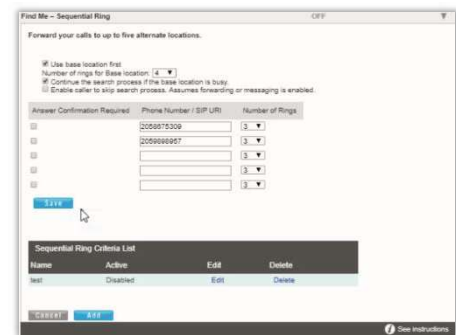 Find Me – Sequential Ring OFF
Forward your calls to up to five alternate locations.
Use base location first
Number of rings for Base location: 4
Continue the search process if the base location is busy.
Enable caller to skip search process. Assumes forwarding or messaging is enabled.
Answer Confirmation Required Phone Number / SIP URI Number of Rings
2058675309 3
2059898957 3
3
3
3
Save
Sequential Ring Criteria List
Name Active Edit Delete
test Disabled Edit Delete
Cancel Add
See instructions